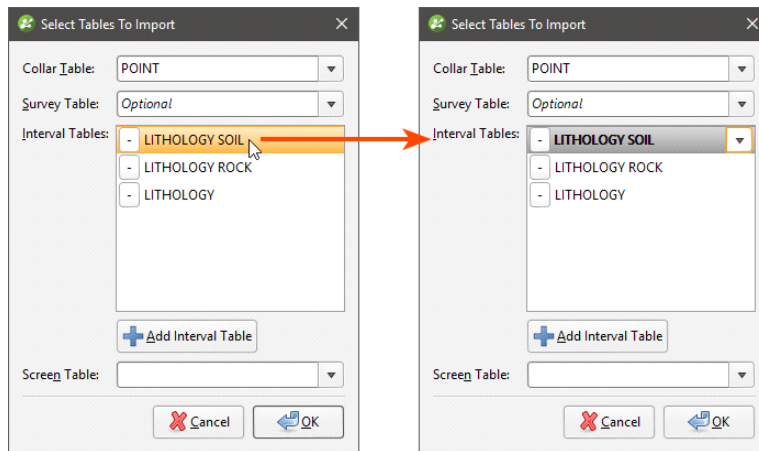 Select Tables To Import
Collar Table: POINT
Survey Table: Optional
Interval Tables: - LITHOLOGY SOIL
- LITHOLOGY ROCK
- LITHOLOGY
Add Interval Table
Screen Table:
Cancel OK
Select Tables To Import
Collar Table: POINT
Survey Table: Optional
Interval Tables: - LITHOLOGY SOIL
- LITHOLOGY ROCK
- LITHOLOGY
Add Interval Table
Screen Table:
Cancel OK